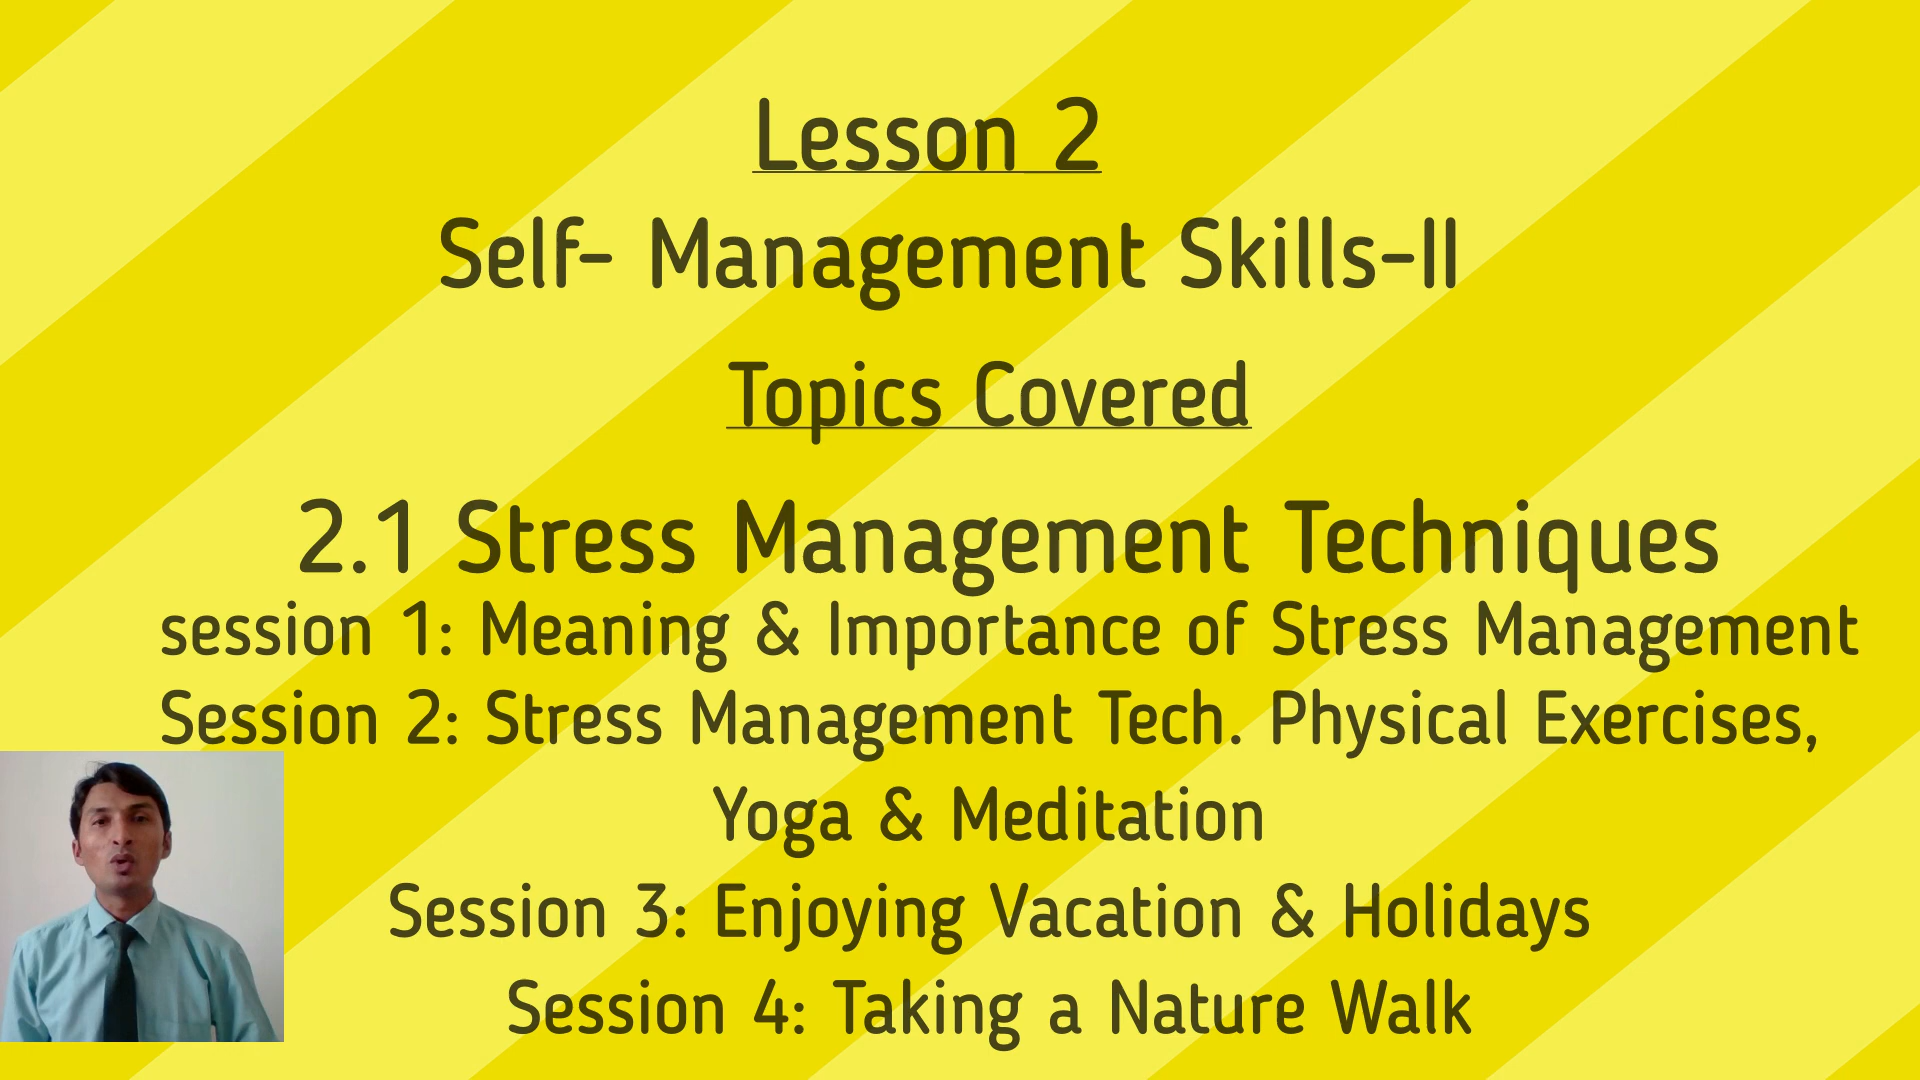 Lesson 2
Self- Management Skills-II
Topics Covered
2.1 Stress Management Techniques
session 1: Meaning & Importance of Stress Management
Session 2: Stress Management Tech. Physical Exercises,
Yoga & Meditation
Session 3: Enjoying Vacation & Holidays
Session 4: Taking a Nature Walk